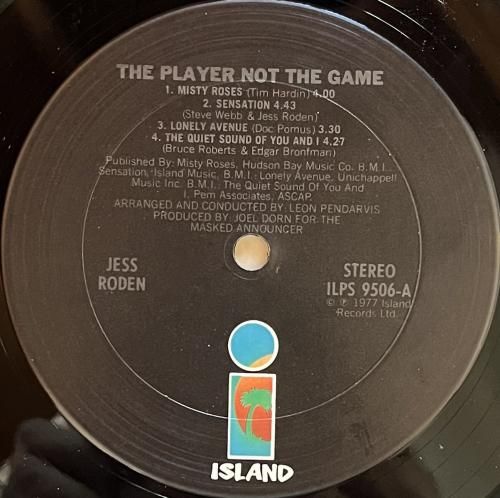 THE PLAYER NOT THE GAME
1. MISTY ROSES (Tim Hardin) 4.00
2. SENSATION 4.43
(Steve Webb & Jess Roden)
3. LONELY AVENUE (Doc Pomus) 3.30
4. THE QUIET SOUND OF YOU AND I 4.27
(Bruce Roberts & Edgar Bronfman)
Published By: Misty Roses, Hudson Bay Music Co. B.M.I.
Sensation, Island Music, B.M.I. Lonely Avenue, Unichappell
Music Inc. B.M.I. The Quiet Sound Of You And
I. Pem Associates, ASCAP.
ARRANGED AND CONDUCTED BY: LEON PENDARVIS
PRODUCED BY: JOEL DORN FOR THE
MASKED ANNOUNCER
JESS
RODEN
STEREO
ILPS 9506-A
© ℗ 1977 Island
Records Ltd.
ISLAND